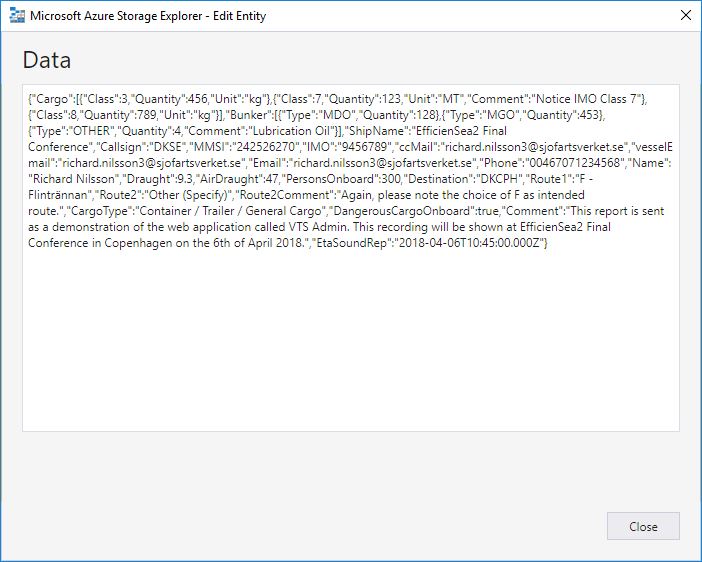 Microsoft Azure Storage Explorer - Edit Entity
Data
{"Cargo":[{"Class":3,"Quantity":456,"Unit":"kg"},{"Class":7,"Quantity":123,"Unit":"MT","Comment":"Notice IMO Class 7"},
{"Class":8,"Quantity":789,"Unit":"kg"}],"Bunker":[{"Type":"MDO","Quantity":128},{"Type":"MGO","Quantity":453},
{"Type":"OTHER","Quantity":4,"Comment":"Lubrication Oil"}],"ShipName":"EfficienSea2 Final
Conference","Callsign":"DKSE","MMSI":"242526270","IMO":"9456789","ccMail":"richard.nilsson3@sjofartsverket.se","vesselE
mail":"richard.nilsson3@sjofartsverket.se","Email":"richard.nilsson3@sjofartsverket.se","Phone":"00467071234568","Name":
"Richard Nilsson","Draught":9.3,"AirDraught":47,"PersonsOnboard":300,"Destination":"DKCPH","Route1":"F -
Flintrännan","Route2":"Other (Specify)","Route2Comment":"Again, please note the choice of F as intended
route.","CargoType":"Container / Trailer / General Cargo","DangerousCargoOnboard":true,"Comment":"This report is sent
as a demonstration of the web application called VTS Admin. This recording will be shown at EfficienSea2 Final
Conference in Copenhagen on the 6th of April 2018.","EtaSoundRep":"2018-04-06T10:45:00.000Z"}
Close